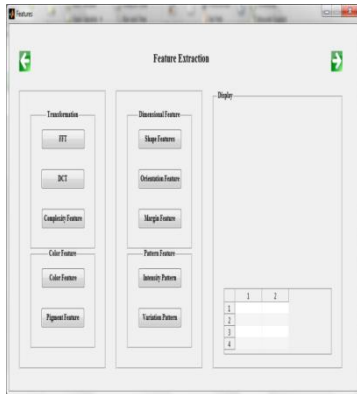 Features
Feature Extraction
Transformation
FFT
DCT
Complexity Feature
Color Feature
Color Feature
Pigment Feature
Dimensional Feature
Shape Features
Orientation Feature
Margin Feature
Pattern Feature
Intensity Pattern
Variation Pattern
Display
1 2
1
2
3
4